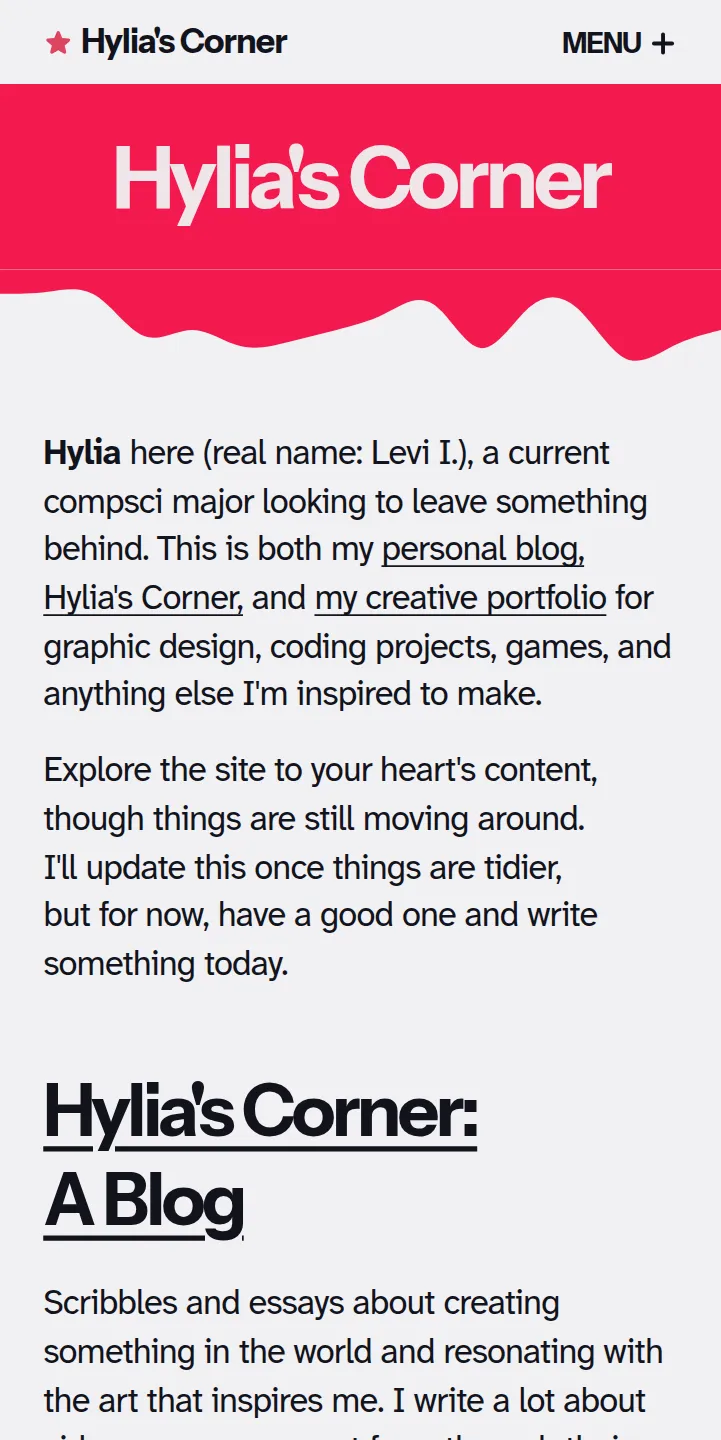 Hylia's Corner
MENU +
Hylia's Corner
Hylia here (real name: Levi I.), a current
compsci major looking to leave something
behind. This is both my personal blog,
Hylia's Corner, and my creative portfolio for
graphic design, coding projects, games, and
anything else I'm inspired to make.
Explore the site to your heart's content,
though things are still moving around.
I'll update this once things are tidier,
but for now, have a good one and write
something today.
Hylia's Corner:
A Blog
Scribbles and essays about creating
something in the world and resonating with
the art that inspires me. I write a lot about